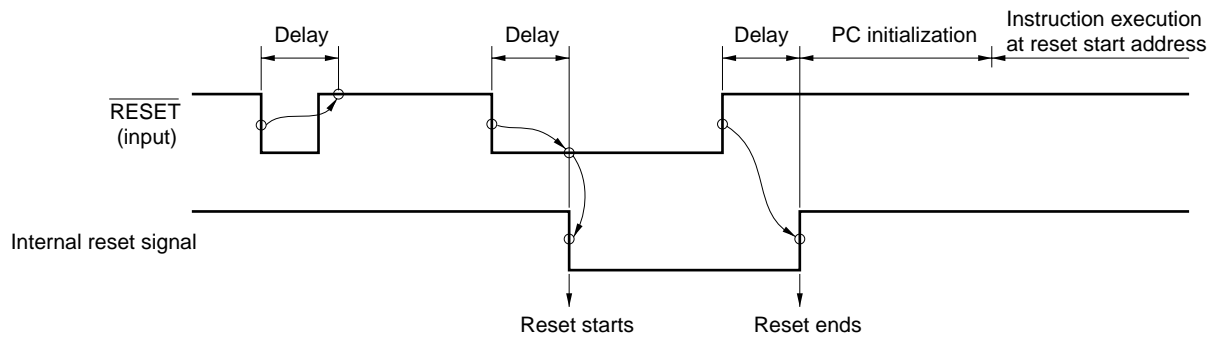 Delay
Delay
Delay
PC initialization
Instruction execution
at reset start address
RESET
(input)
Internal reset signal
Reset starts
Reset ends